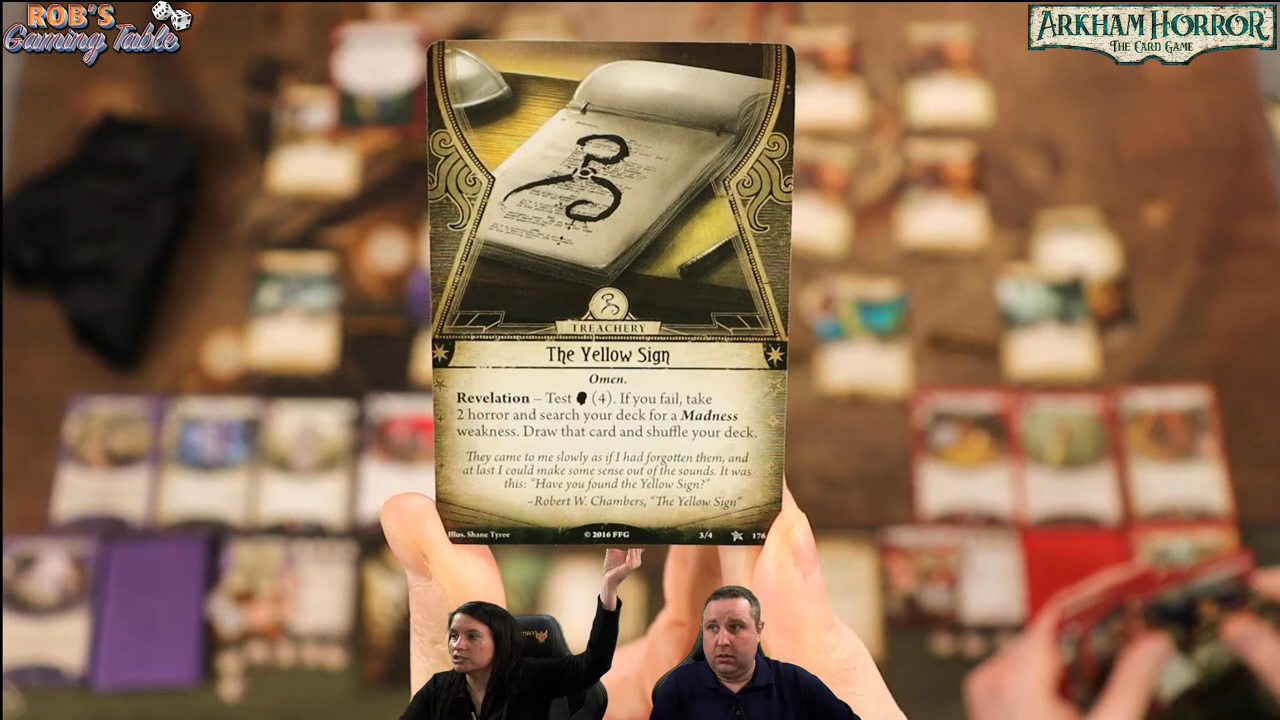 ROB'S
Gaming Table
ARKHAM HORROR
THE CARD GAME
TREACHERY
The Yellow Sign
Omen.
Revelation – Test (4). If you fail, take
2 horror and search your deck for a Madness
weakness. Draw that card and shuffle your deck.
They came to me slowly as if I had forgotten them, and
at last I could make some sense out of the sounds. It was
this: “Have you found the Yellow Sign?”
–Robert W. Chambers, “The Yellow Sign”
Illus. Shane Tyree
© 2016 FFG
3/4
176